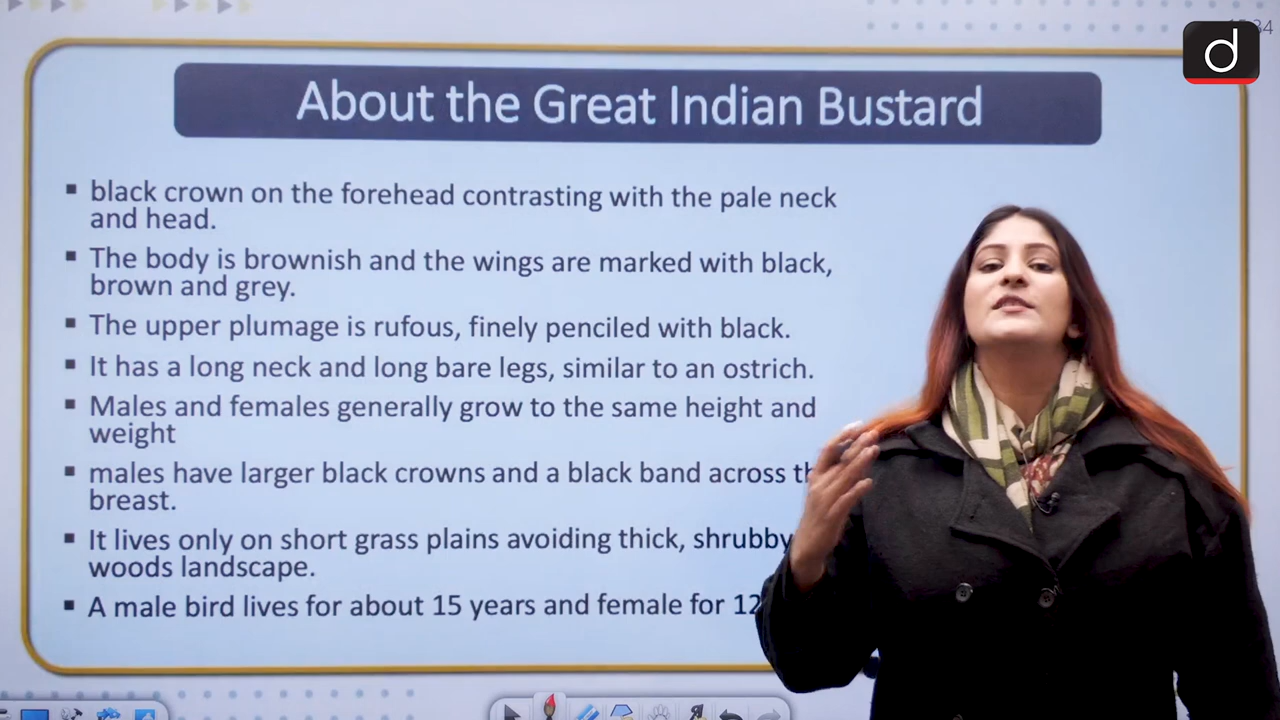 About the Great Indian Bustard
▪ black crown on the forehead contrasting with the pale neck
and head.
▪ The body is brownish and the wings are marked with black,
brown and grey.
▪ The upper plumage is rufous, finely penciled with black.
▪ It has a long neck and long bare legs, similar to an ostrich.
▪ Males and females generally grow to the same height and
weight
▪ males have larger black crowns and a black band across
breast.
▪ It lives only on short grass plains avoiding thick, shrubby
woods landscape.
▪ A male bird lives for about 15 years and female for 12
d